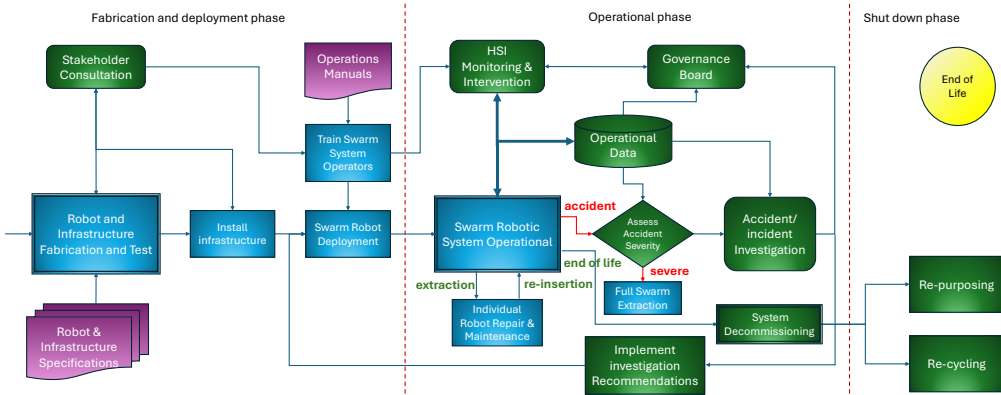 Fabrication and deployment phase
Operational phase
Shut down phase
Stakeholder
Consultation
Operations
Manuals
HSI
Monitoring &
Intervention
Governance
Board
End of
Life
Train Swarm
System
Operators
Operational
Data
Robot and
Infrastructure
Fabrication and Test
Install
infrastructure
Swarm Robot
Deployment
Swarm Robotic
System Operational
accident
Assess
Accident
Severity
Accident/
incident
Investigation
end of life
severe
extraction
re-insertion
Full Swarm
Extraction
Individual
Robot Repair &
Maintenance
System
Decommissioning
Re-purposing
Robot &
Infrastructure
Specifications
Implement
investigation
Recommendations
Re-cycling